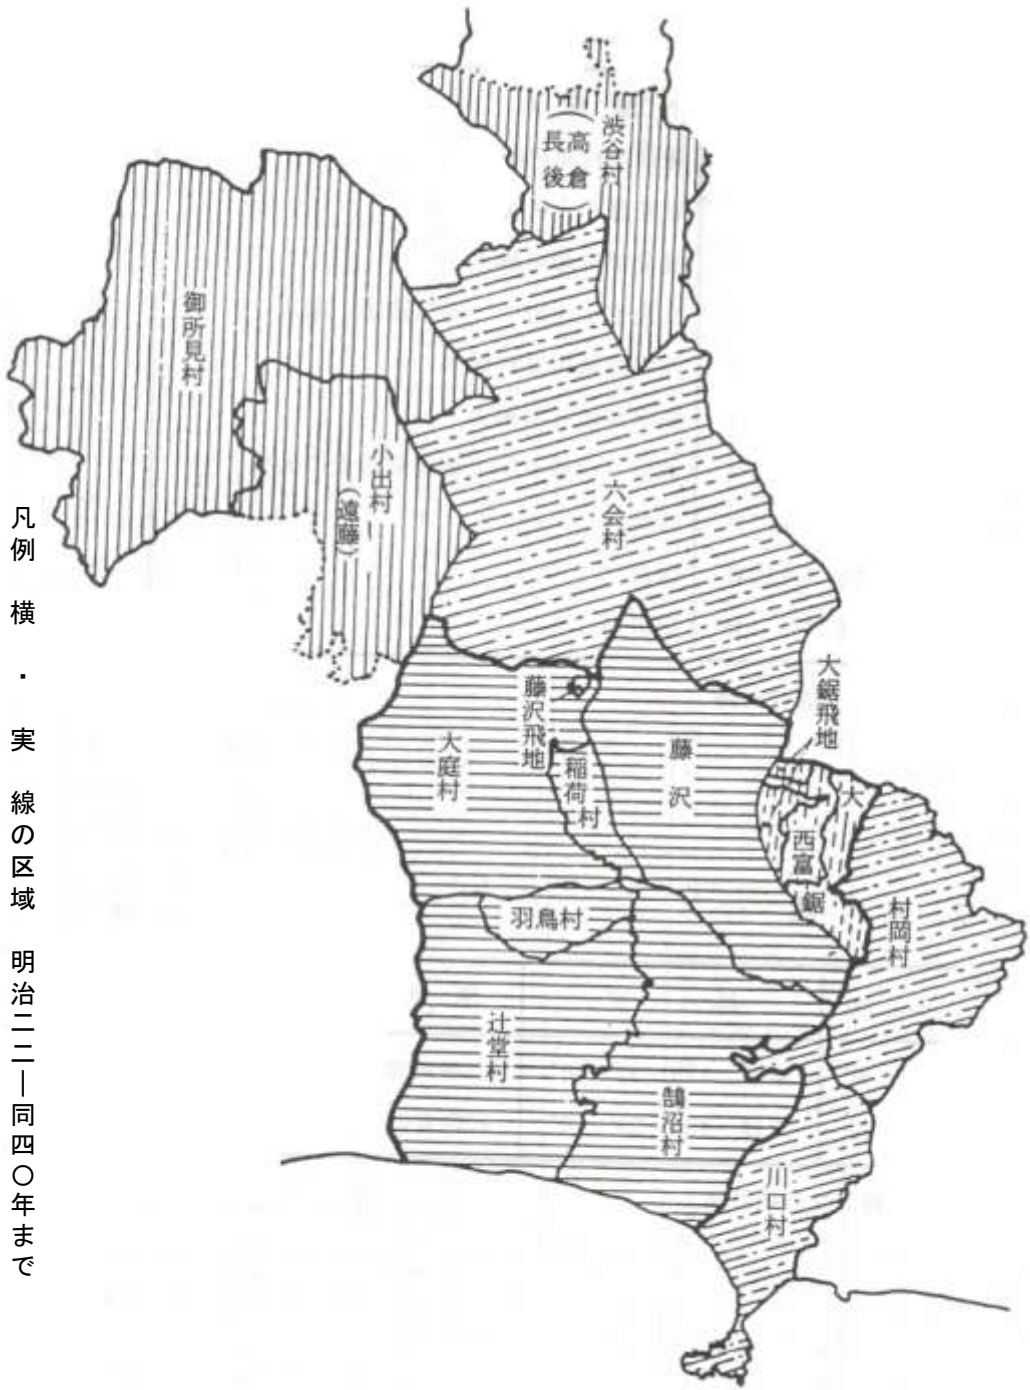 渋谷村
(高倉
長後)
御所見村
小出村
(遠藤)
六会村
大鋸飛地
藤沢飛地
大庭村
稲荷村
藤沢
大鋸
西富
村岡村
羽鳥村
辻堂村
鵠沼村
川口村
凡例 横・実線の区域 明治二二―同四〇年まで